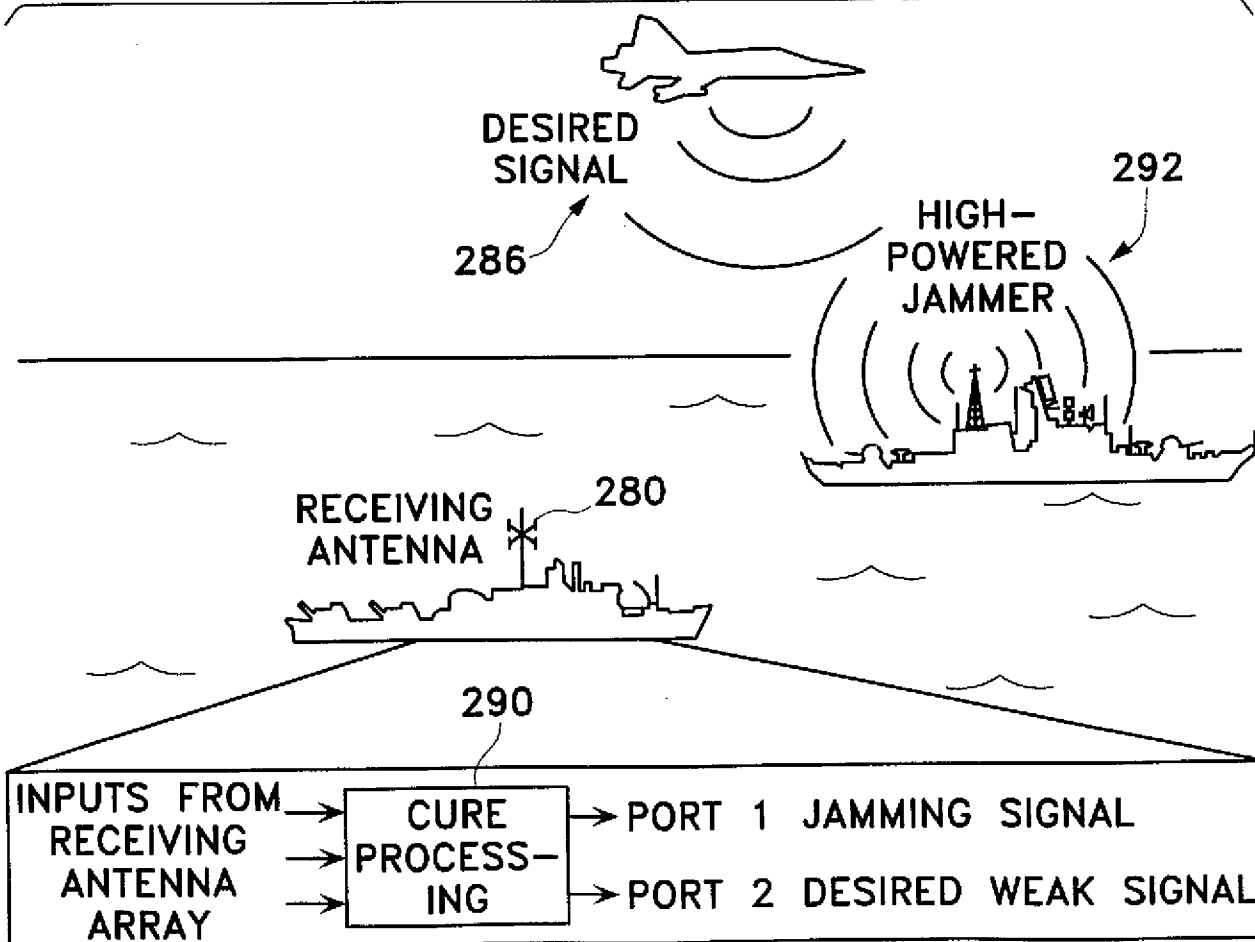 DESIRED
SIGNAL
286
292
HIGH-
POWERED
JAMMER
RECEIVING
ANTENNA
280
290
INPUTS FROM
RECEIVING
ANTENNA
ARRAY
CURE
PROCESS-
ING
PORT 1 JAMMING SIGNAL
PORT 2 DESIRED WEAK SIGNAL